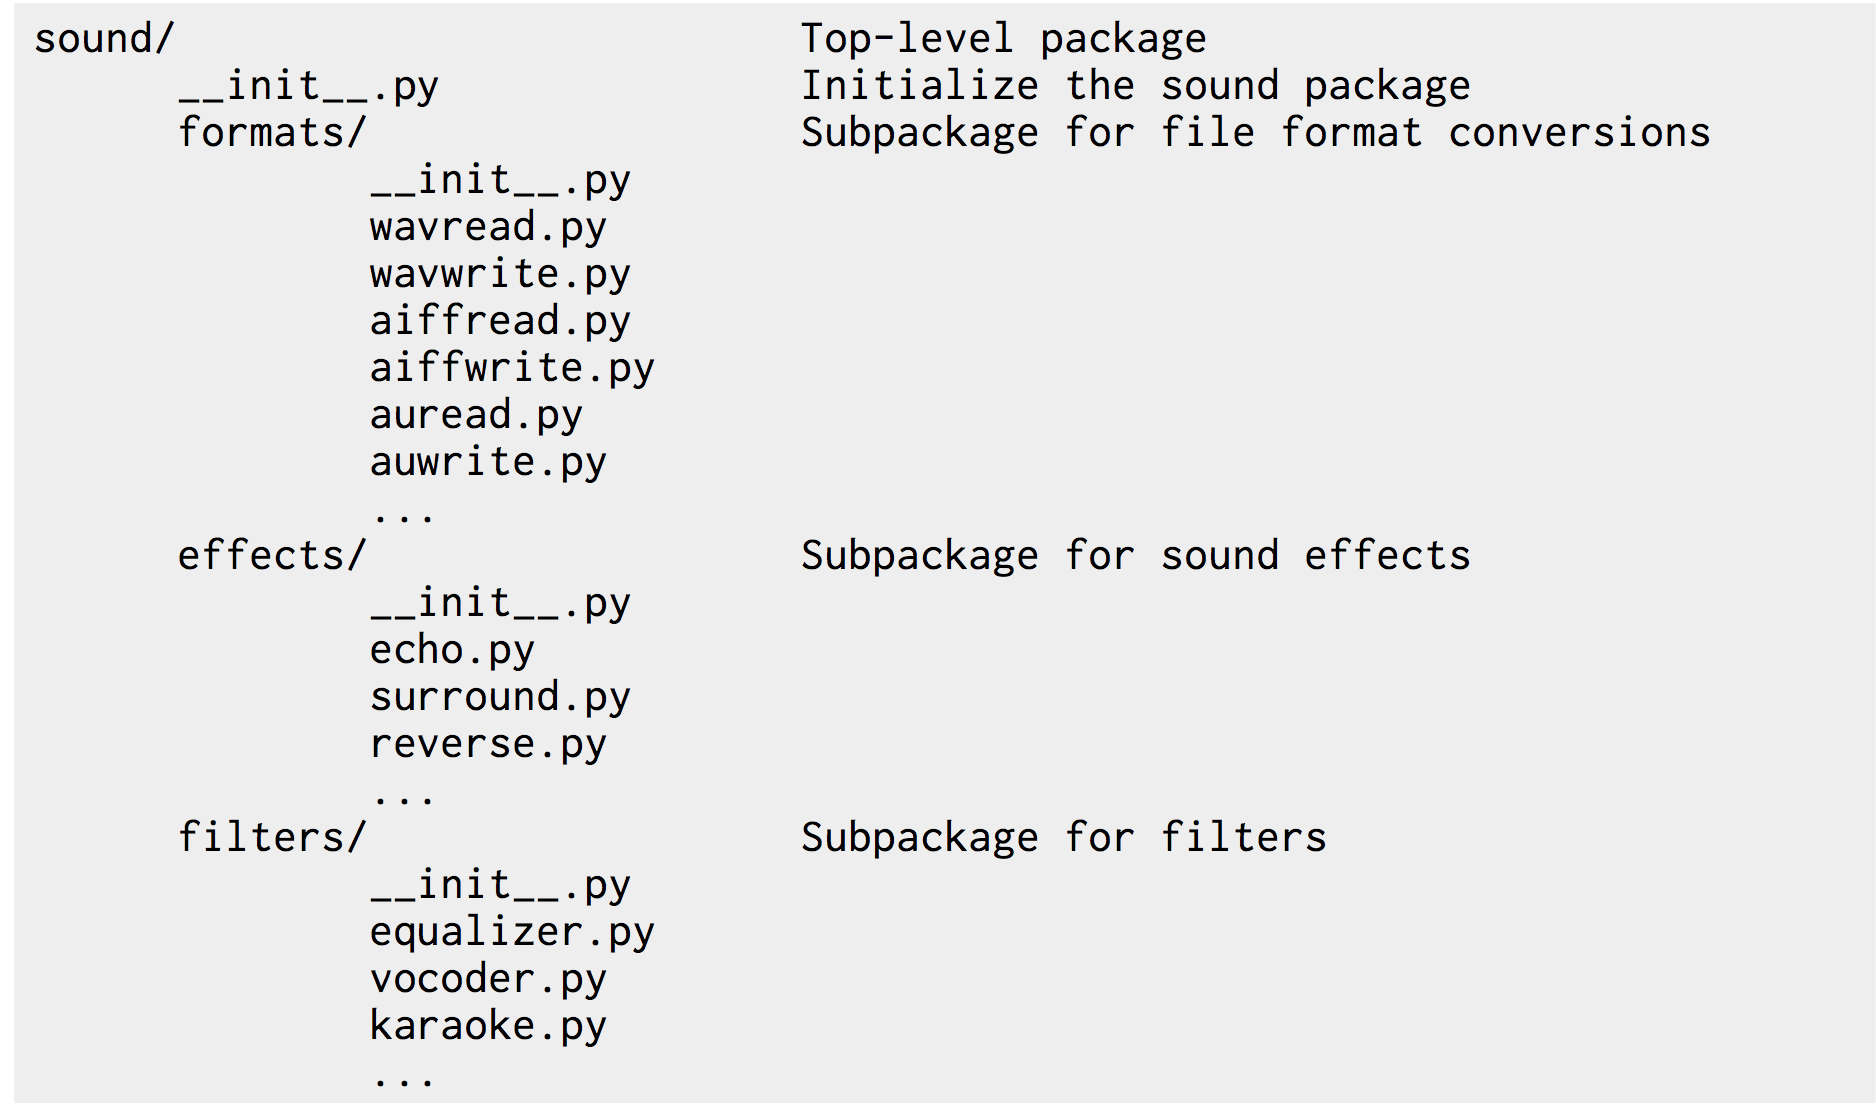 sound/                          Top-level package
      __init__.py               Initialize the sound package
      formats/                  Subpackage for file format conversions
              __init__.py
              wavread.py
              wavwrite.py
              aiffread.py
              aiffwrite.py
              auread.py
              auwrite.py
              ...
      effects/                  Subpackage for sound effects
              __init__.py
              echo.py
              surround.py
              reverse.py
              ...
      filters/                  Subpackage for filters
              __init__.py
              equalizer.py
              vocoder.py
              karaoke.py
              ...